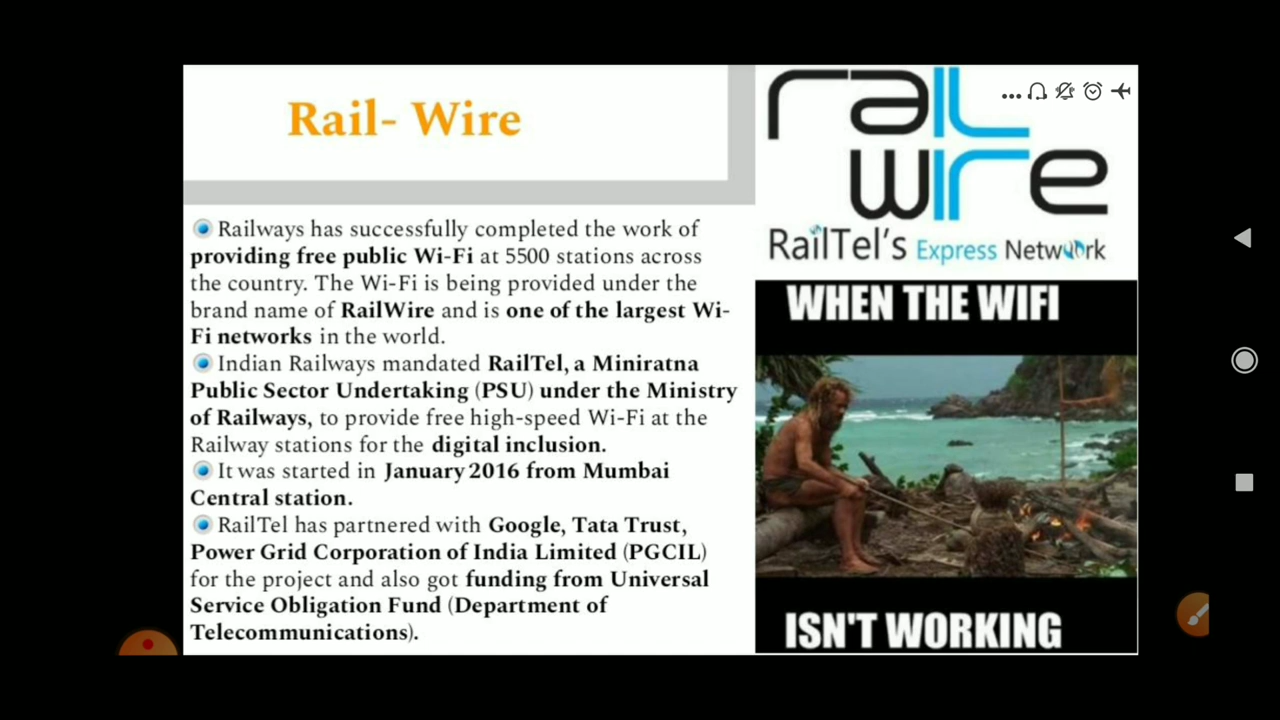 Rail- Wire
Railways has successfully completed the work of
providing free public Wi-Fi at 5500 stations across
the country. The Wi-Fi is being provided under the
brand name of RailWire and is one of the largest Wi-
Fi networks in the world.
Indian Railways mandated RailTel, a Miniratna
Public Sector Undertaking (PSU) under the Ministry
of Railways, to provide free high-speed Wi-Fi at the
Railway stations for the digital inclusion.
It was started in January 2016 from Mumbai
Central station.
RailTel has partnered with Google, Tata Trust,
Power Grid Corporation of India Limited (PGCIL)
for the project and also got funding from Universal
Service Obligation Fund (Department of
Telecommunications).
rail
wire
RailTel's Express Network
WHEN THE WIFI
ISN'T WORKING